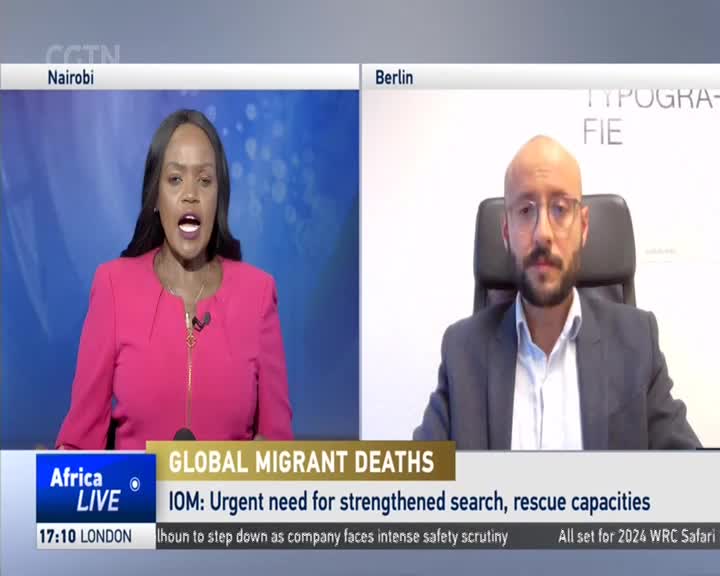 CGTN
Nairobi
Berlin
TYPOGRA-
FIE
GLOBAL MIGRANT DEATHS
Africa
LIVE
IOM: Urgent need for strengthened search, rescue capacities
17:10 LONDON
lhoun to step down as company faces intense safety scrutiny
All set for 2024 WRC Safari